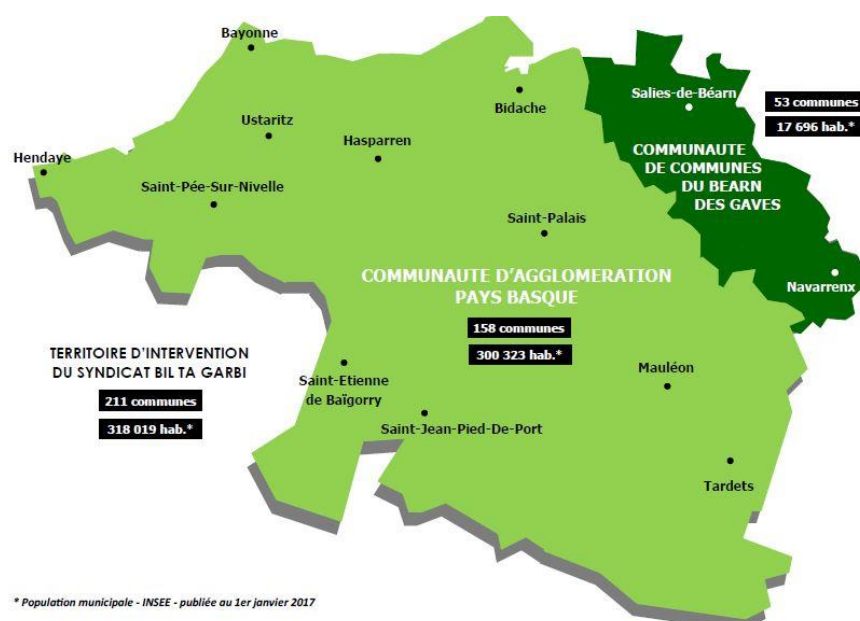 Bayonne
Salies-de-Béarn
53 communes
17 696 hab.*
Bidache
Ustaritz
Hasparren
COMMUNAUTE
DE COMMUNES
DU BEARN
DES GAVES
Hendaye
Saint-Pée-Sur-Nivelle
Saint-Palais
COMMUNAUTE D'AGGLOMERATION
PAYS BASQUE
Navarrenx
158 communes
300 323 hab.*
TERRITOIRE D'INTERVENTION
DU SYNDICAT BIL TA GARBI
211 communes
318 019 hab.*
Saint-Etienne
de Baïgorry
Mauléon
Saint-Jean-Pied-De-Port
Tardets
* Population municipale - INSEE - publiée au 1er janvier 2017